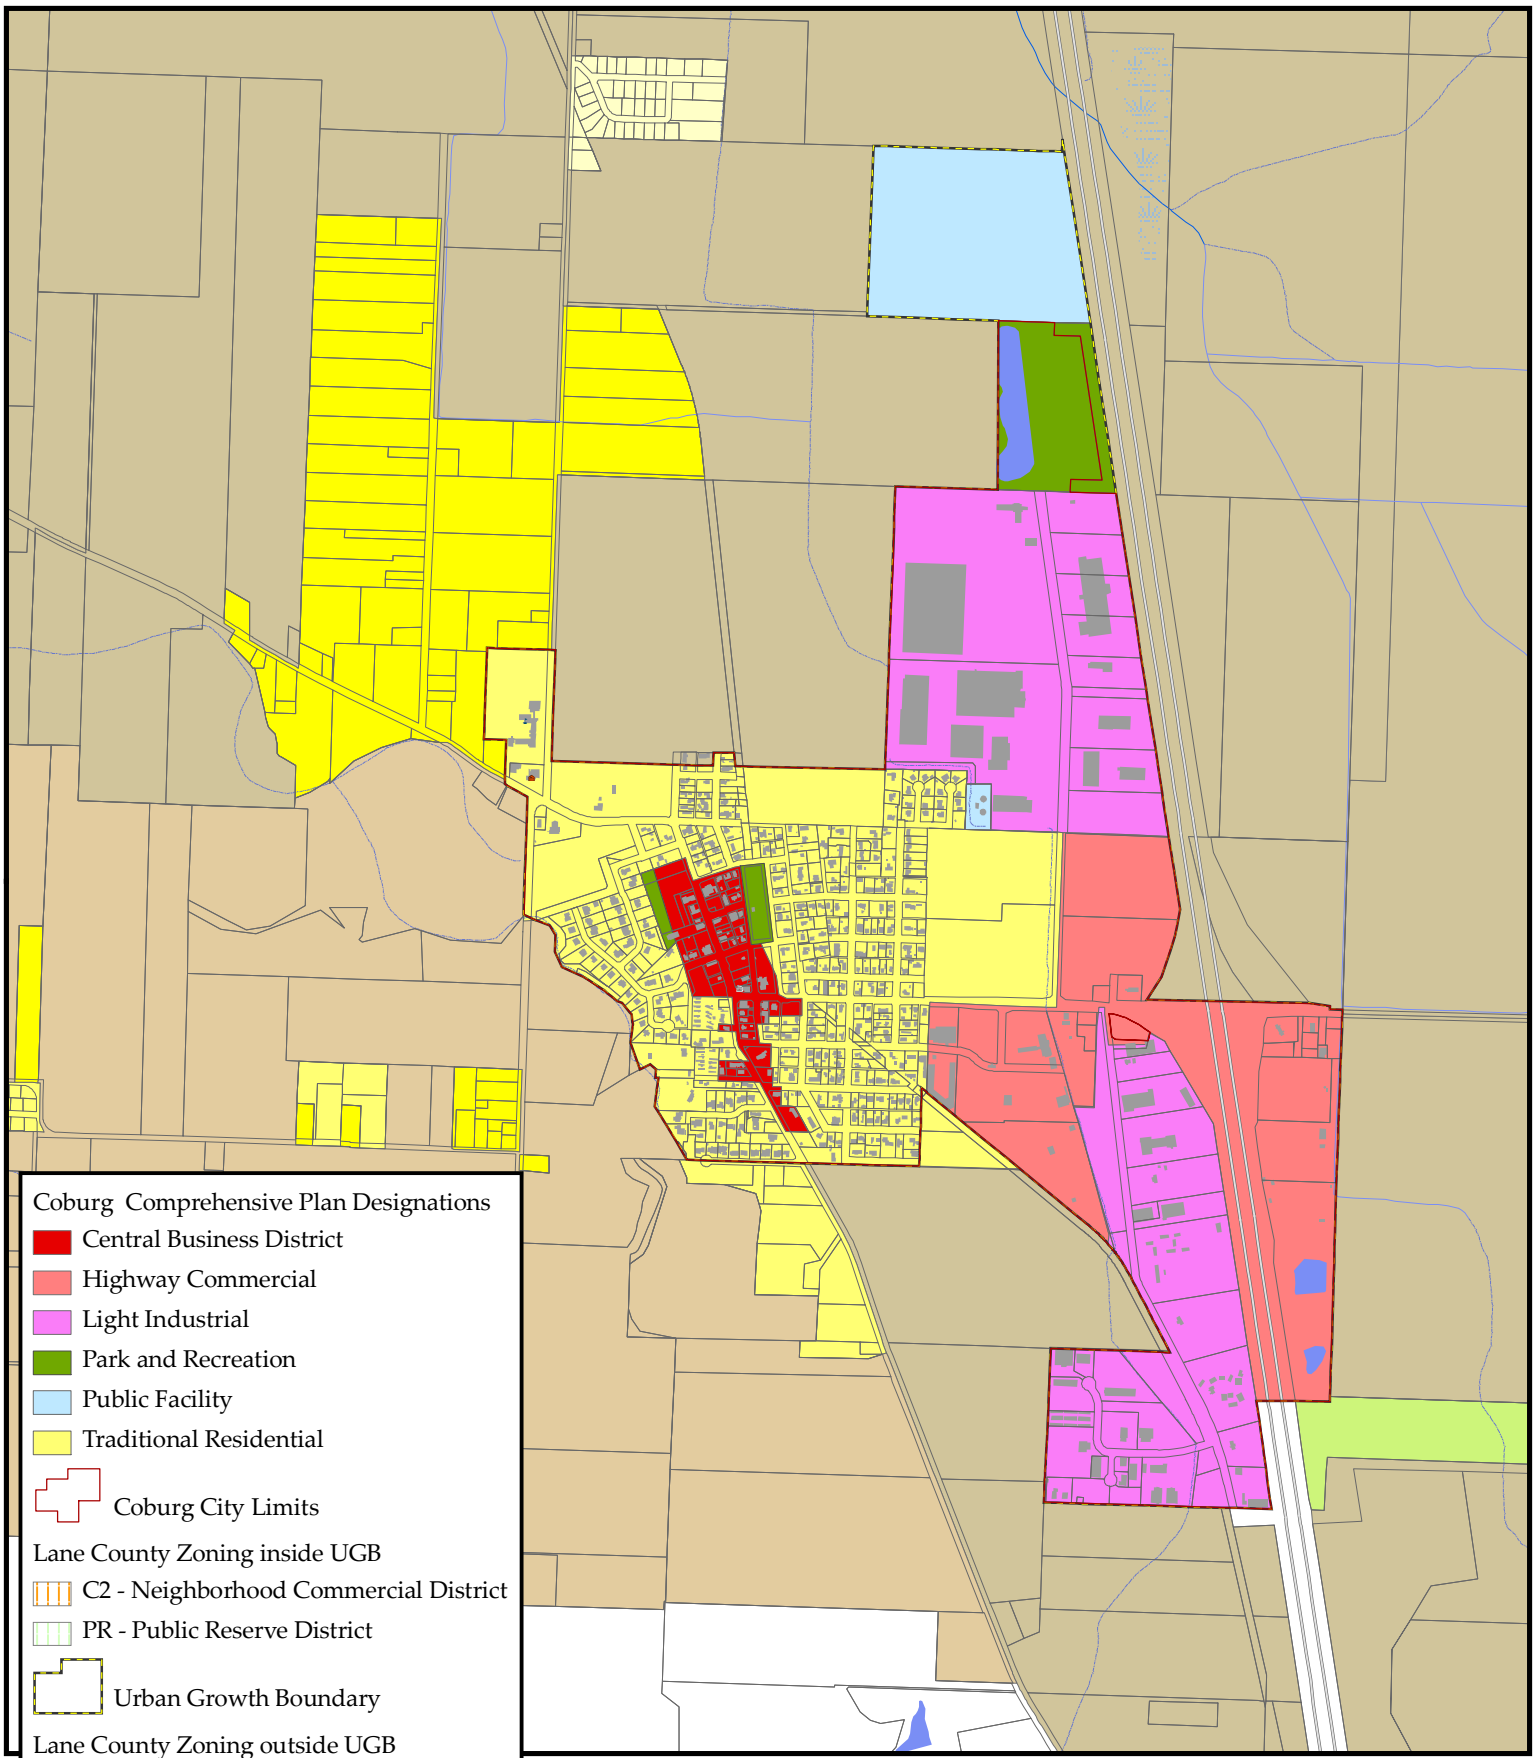 Coburg Comprehensive Plan Designations
Central Business District
Highway Commercial
Light Industrial
Park and Recreation
Public Facility
Traditional Residential
Coburg City Limits
Lane County Zoning inside UGB
C2 - Neighborhood Commercial District
PR - Public Reserve District
Urban Growth Boundary
Lane County Zoning outside UGB